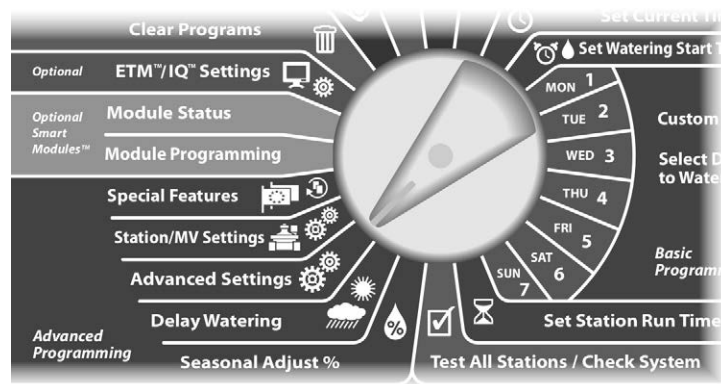 Clear Programs
Set Current Ti
Optional
ETM™/IQ™ Settings
Set Watering Start T
Optional
Smart
Modules™
Module Status
Module Programming
Special Features
Station/MV Settings
Advanced Settings
Delay Watering
Advanced
Programming
Seasonal Adjust %
%
MON 1
TUE 2
WED 3
THU 4
FRI 5
SAT 6
SUN 7
Custom
Select D
to Wate
Basic
Programm
Set Station Run Time
Test All Stations / Check System